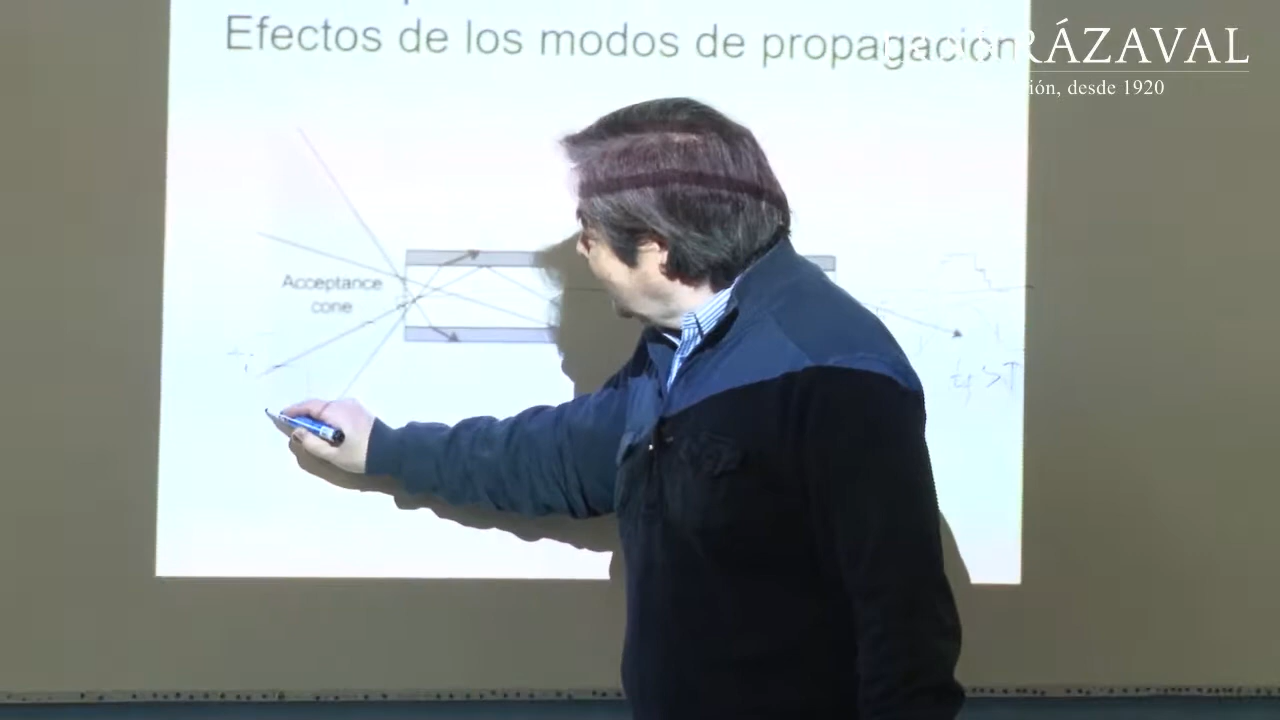 Efectos de los modos de propagación
ÁZAVAL
ión, desde 1920
Acceptance
cone